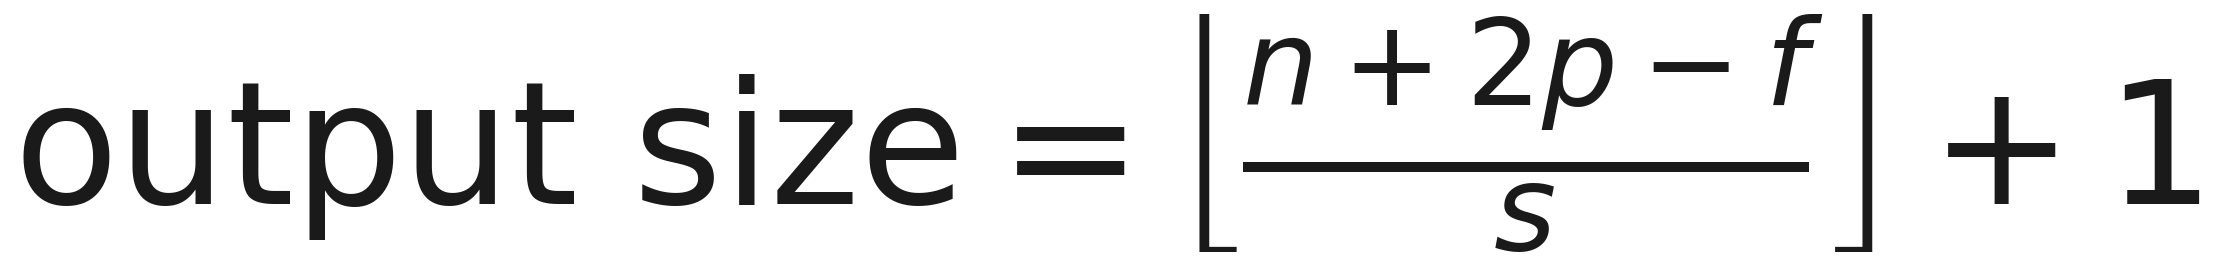 output size = ⌊(n + 2p − f)/s⌋ + 1